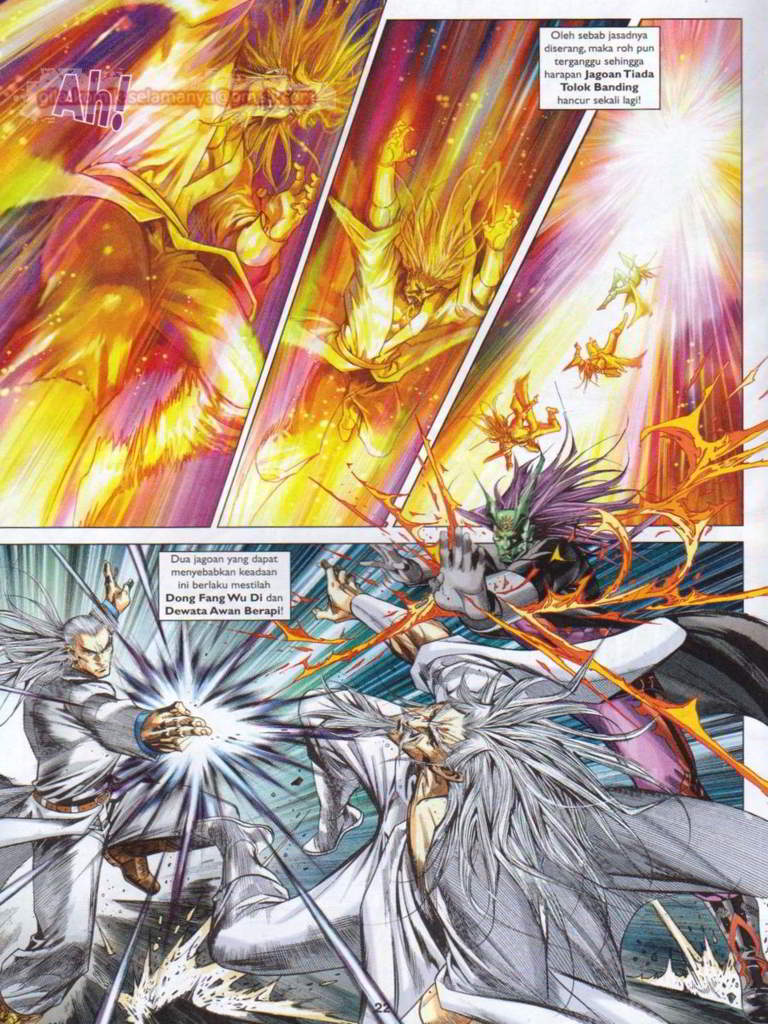 Ah!
Oleh sebab jasadnya
diserang, maka roh pun
terganggu sehingga
harapan Jagoan Tiada
Tolok Banding
hancur sekali lagi!
Dua jagoan yang dapat
menyebabkan keadaan
ini berlaku mestilah
Dong Fang Wu Di dan
Dewata Awan Berapi!
22